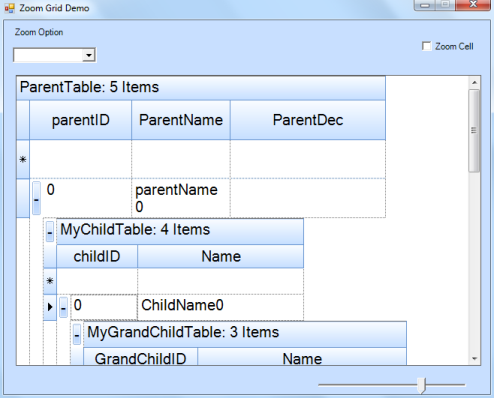 Zoom Grid Demo
Zoom Option
Zoom Cell
ParentTable: 5 Items
parentID ParentName ParentDec
*
- 0 parentName
0
- MyChildTable: 4 Items
childID Name
*
- 0 ChildName0
- MyGrandChildTable: 3 Items
GrandChildID Name